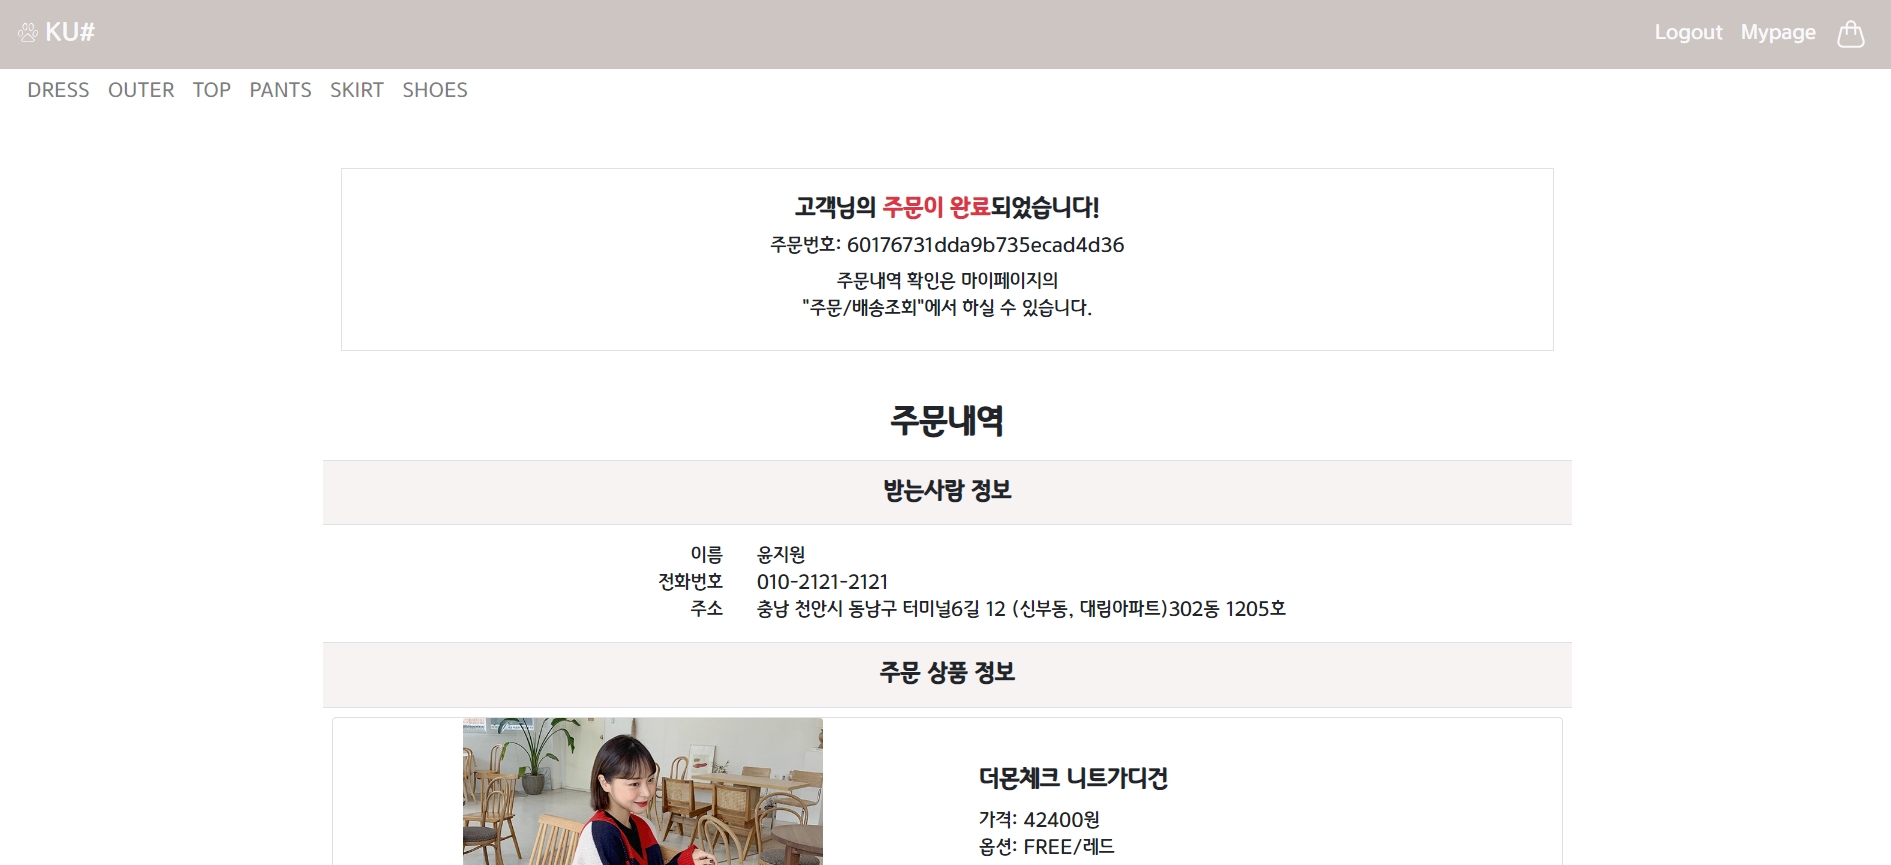 KU#
Logout Mypage
DRESS OUTER TOP PANTS SKIRT SHOES
고객님의 주문이 완료되었습니다!
주문번호: 60176731dda9b735ecad4d36
주문내역 확인은 마이페이지의
"주문/배송조회"에서 하실 수 있습니다.
주문내역
받는사람 정보
이름 윤지원
전화번호 010-2121-2121
주소 충남 천안시 동남구 터미널6길 12 (신부동, 대림아파트)302동 1205호
주문 상품 정보
더몬체크 니트가디건
가격: 42400원
옵션: FREE/레드